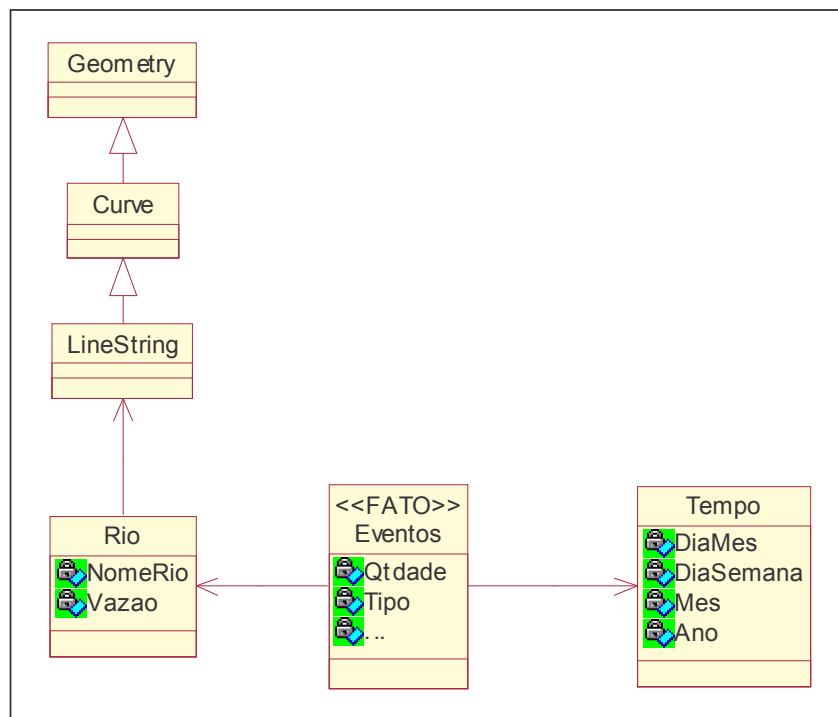 Geometry
Curve
LineString
Rio
NomeRio
Vazao
<<FATO>>
Eventos
Qtdade
Tipo
...
Tempo
DiaMes
DiaSemana
Mes
Ano